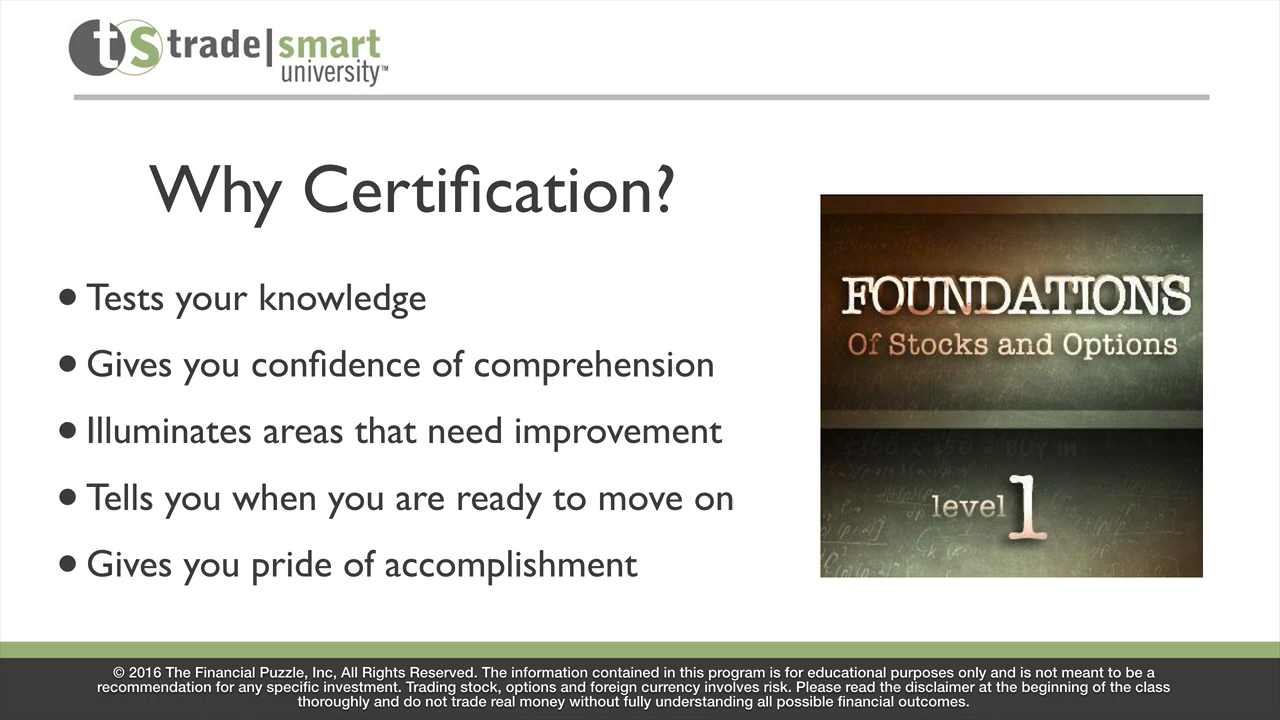 ts trade|smart
university™
Why Certification?
• Tests your knowledge
• Gives you confidence of comprehension
• Illuminates areas that need improvement
• Tells you when you are ready to move on
• Gives you pride of accomplishment
FOUNDATIONS
Of Stocks and Options
$360 X 350 = BUY IN
level 1
© 2016 The Financial Puzzle, Inc, All Rights Reserved. The information contained in this program is for educational purposes only and is not meant to be a
recommendation for any specific investment. Trading stock, options and foreign currency involves risk. Please read the disclaimer at the beginning of the class
thoroughly and do not trade real money without fully understanding all possible financial outcomes.